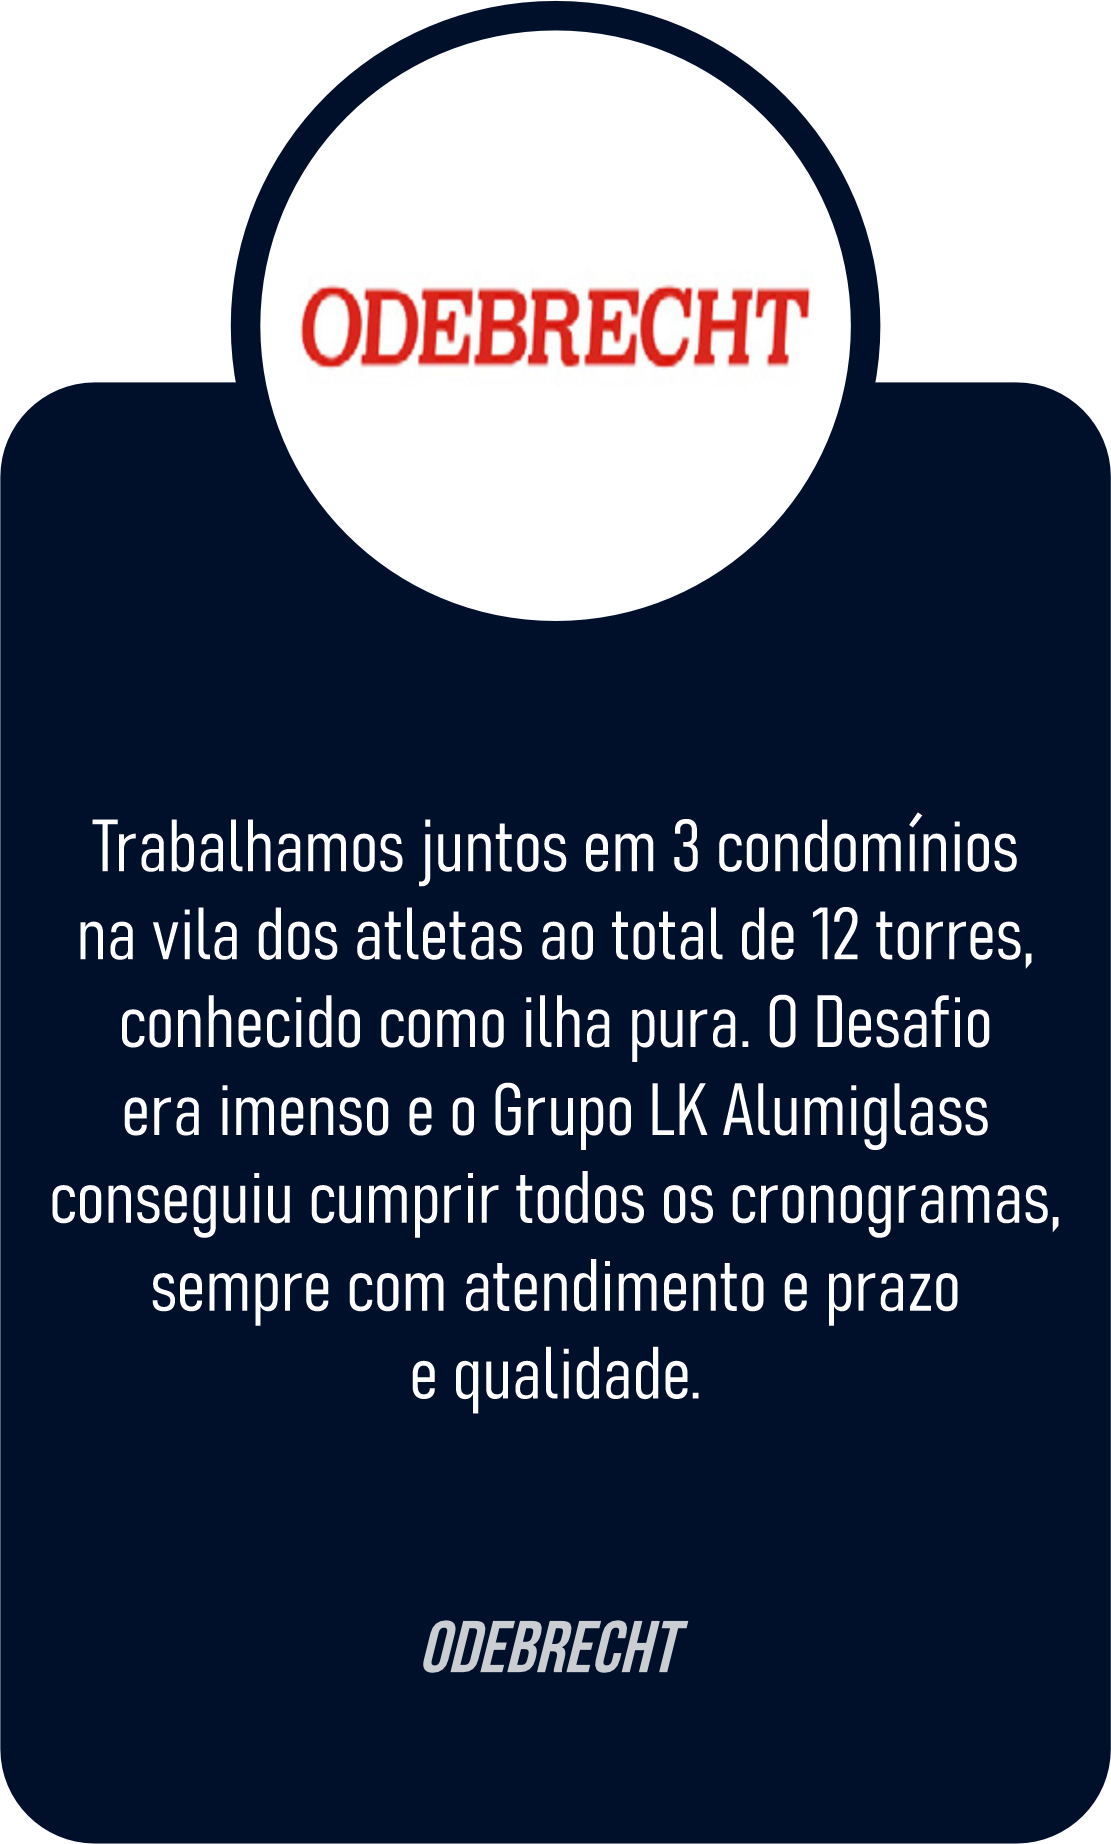 ODEBRECHT
Trabalhamos juntos em 3 condomínios
na vila dos atletas ao total de 12 torres,
conhecido como ilha pura. O Desafio
era imenso e o Grupo LK Alumiglass
conseguiu cumprir todos os cronogramas,
sempre com atendimento e prazo
e qualidade.
ODEBRECHT